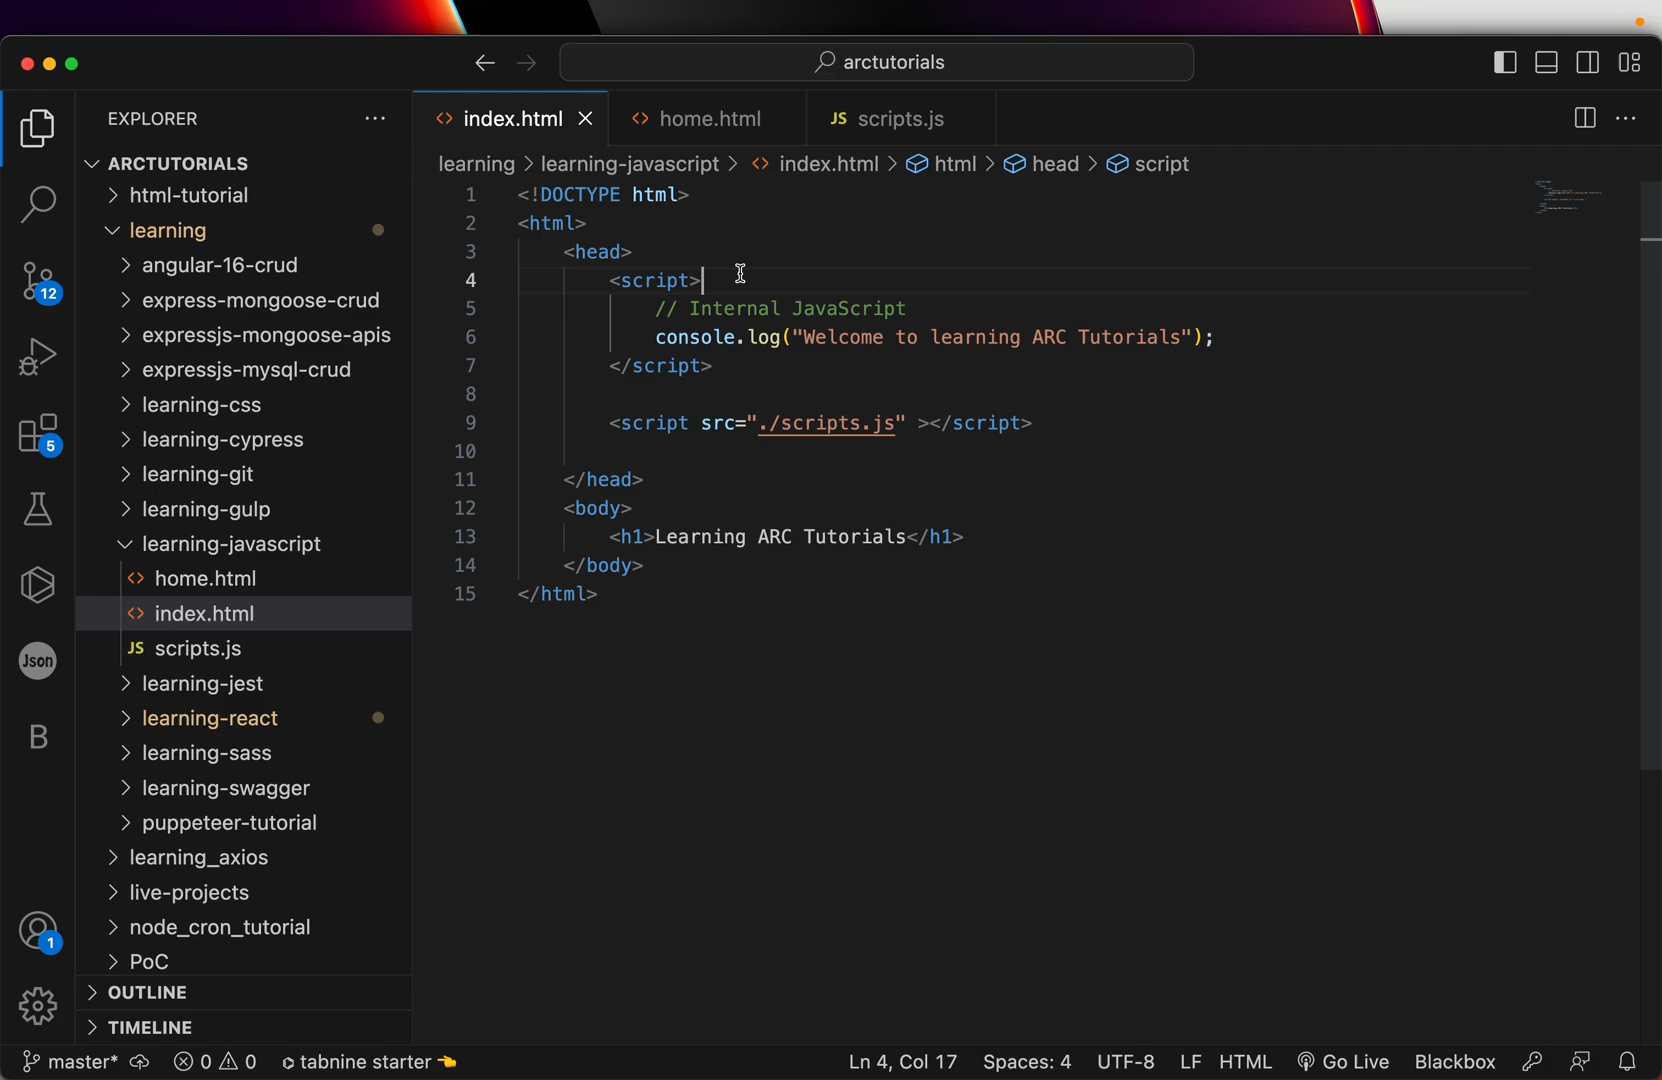 arctutorials
EXPLORER
index.html
home.html
JS scripts.js
ARCTUTORIALS
learning > learning-javascript > index.html > html > head > script
html-tutorial
learning
angular-16-crud
express-mongoose-crud
expressjs-mongoose-apis
expressjs-mysql-crud
learning-css
learning-cypress
learning-git
learning-gulp
learning-javascript
home.html
index.html
JS scripts.js
learning-jest
learning-react
learning-sass
learning-swagger
puppeteer-tutorial
learning_axios
live-projects
node_cron_tutorial
PoC
OUTLINE
TIMELINE
12
5
Json
B
1
1 <!DOCTYPE html>
2 <html>
3 <head>
4 <script>
5 // Internal JavaScript
6 console.log("Welcome to learning ARC Tutorials");
7 </script>
8
9 <script src="./scripts.js" ></script>
10
11 </head>
12 <body>
13 <h1>Learning ARC Tutorials</h1>
14 </body>
15 </html>
master* 0 0 tabnine starter Ln 4, Col 17 Spaces: 4 UTF-8 LF HTML Go Live Blackbox